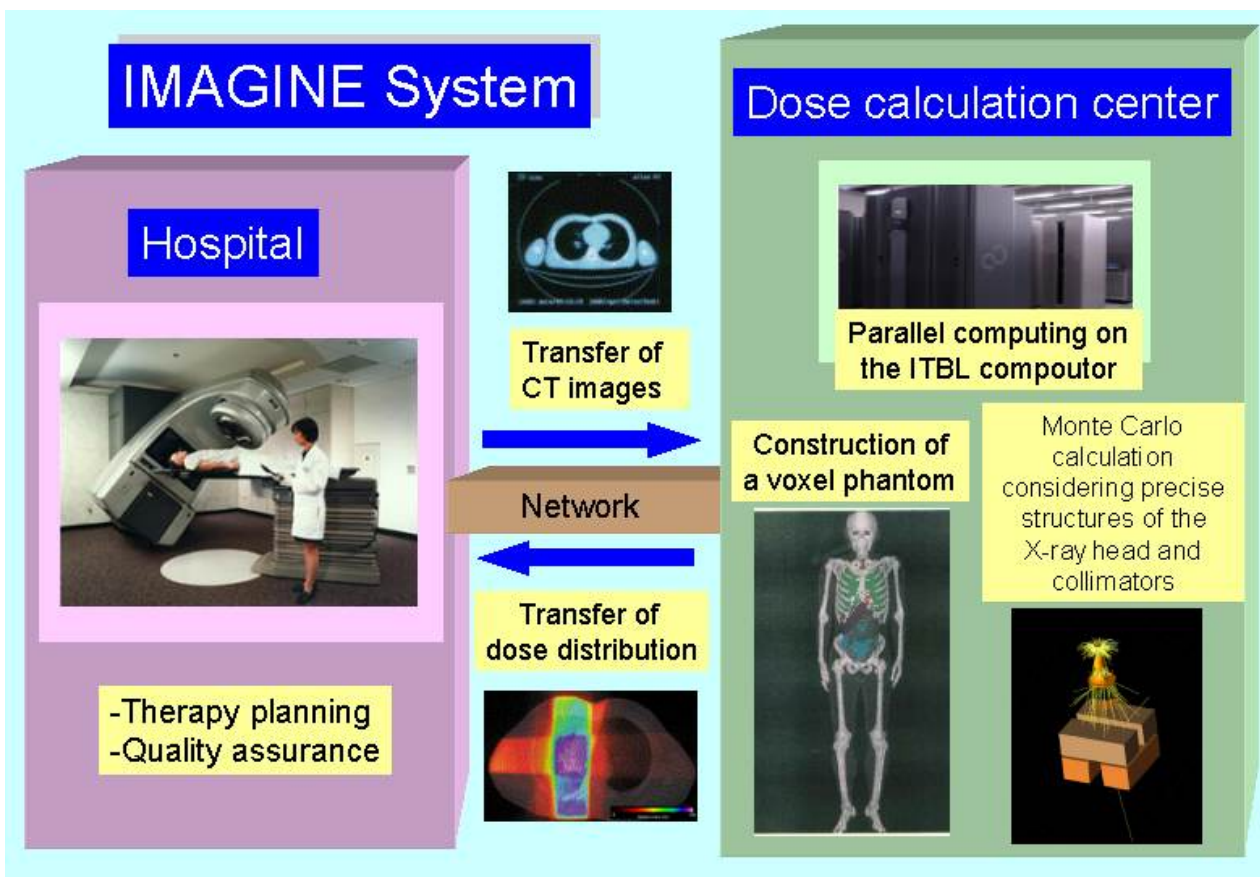 IMAGINE System
Hospital
-Therapy planning
-Quality assurance
Transfer of
CT images
Network
Transfer of
dose distribution
Dose calculation center
Parallel computing on
the ITBL compoutor
Construction of
a voxel phantom
Monte Carlo
calculation
considering precise
structures of the
X-ray head and
collimators